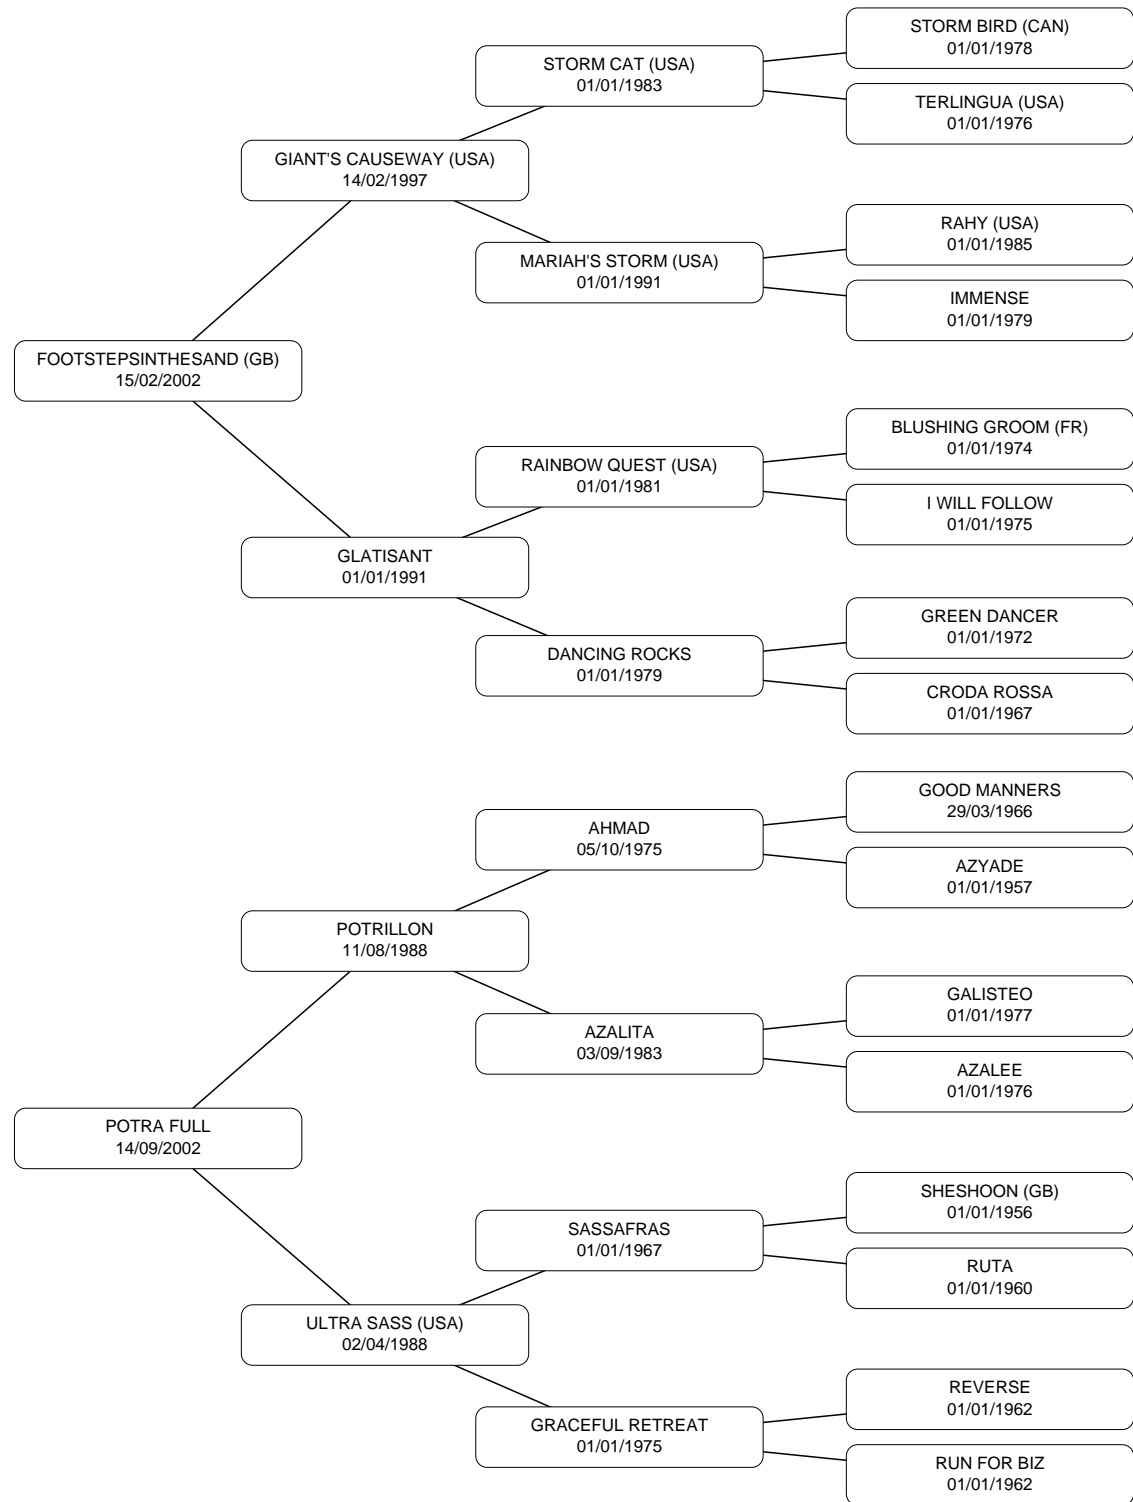 STORM BIRD (CAN)
01/01/1978
STORM CAT (USA)
01/01/1983
TERLINGUA (USA)
01/01/1976
GIANT'S CAUSEWAY (USA)
14/02/1997
RAHY (USA)
01/01/1985
MARIAH'S STORM (USA)
01/01/1991
IMMENSE
01/01/1979
FOOTSTEPSINTHESAND (GB)
15/02/2002
BLUSHING GROOM (FR)
01/01/1974
RAINBOW QUEST (USA)
01/01/1981
I WILL FOLLOW
01/01/1975
GLATISANT
01/01/1991
GREEN DANCER
01/01/1972
DANCING ROCKS
01/01/1979
CRODA ROSSA
01/01/1967
GOOD MANNERS
29/03/1966
AHMAD
05/10/1975
AZYADE
01/01/1957
POTRILLON
11/08/1988
GALISTEO
01/01/1977
AZALITA
03/09/1983
AZALEE
01/01/1976
POTRA FULL
14/09/2002
SHESHOON (GB)
01/01/1956
SASSAFRAS
01/01/1967
RUTA
01/01/1960
ULTRA SASS (USA)
02/04/1988
REVERSE
01/01/1962
GRACEFUL RETREAT
01/01/1975
RUN FOR BIZ
01/01/1962